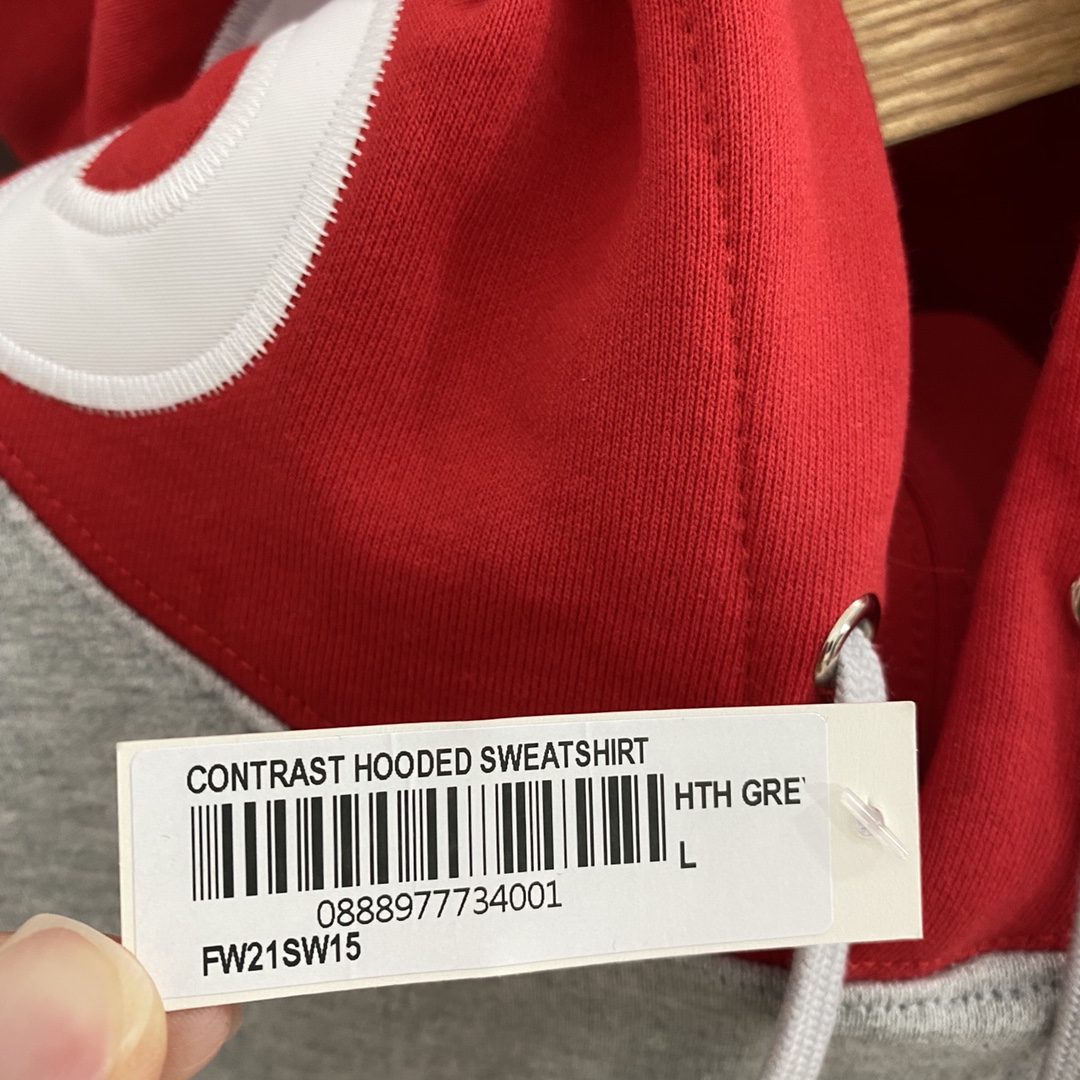 CONTRAST HOODED SWEATSHIRT
HTH GREY
L
0888977734001
FW21SW15